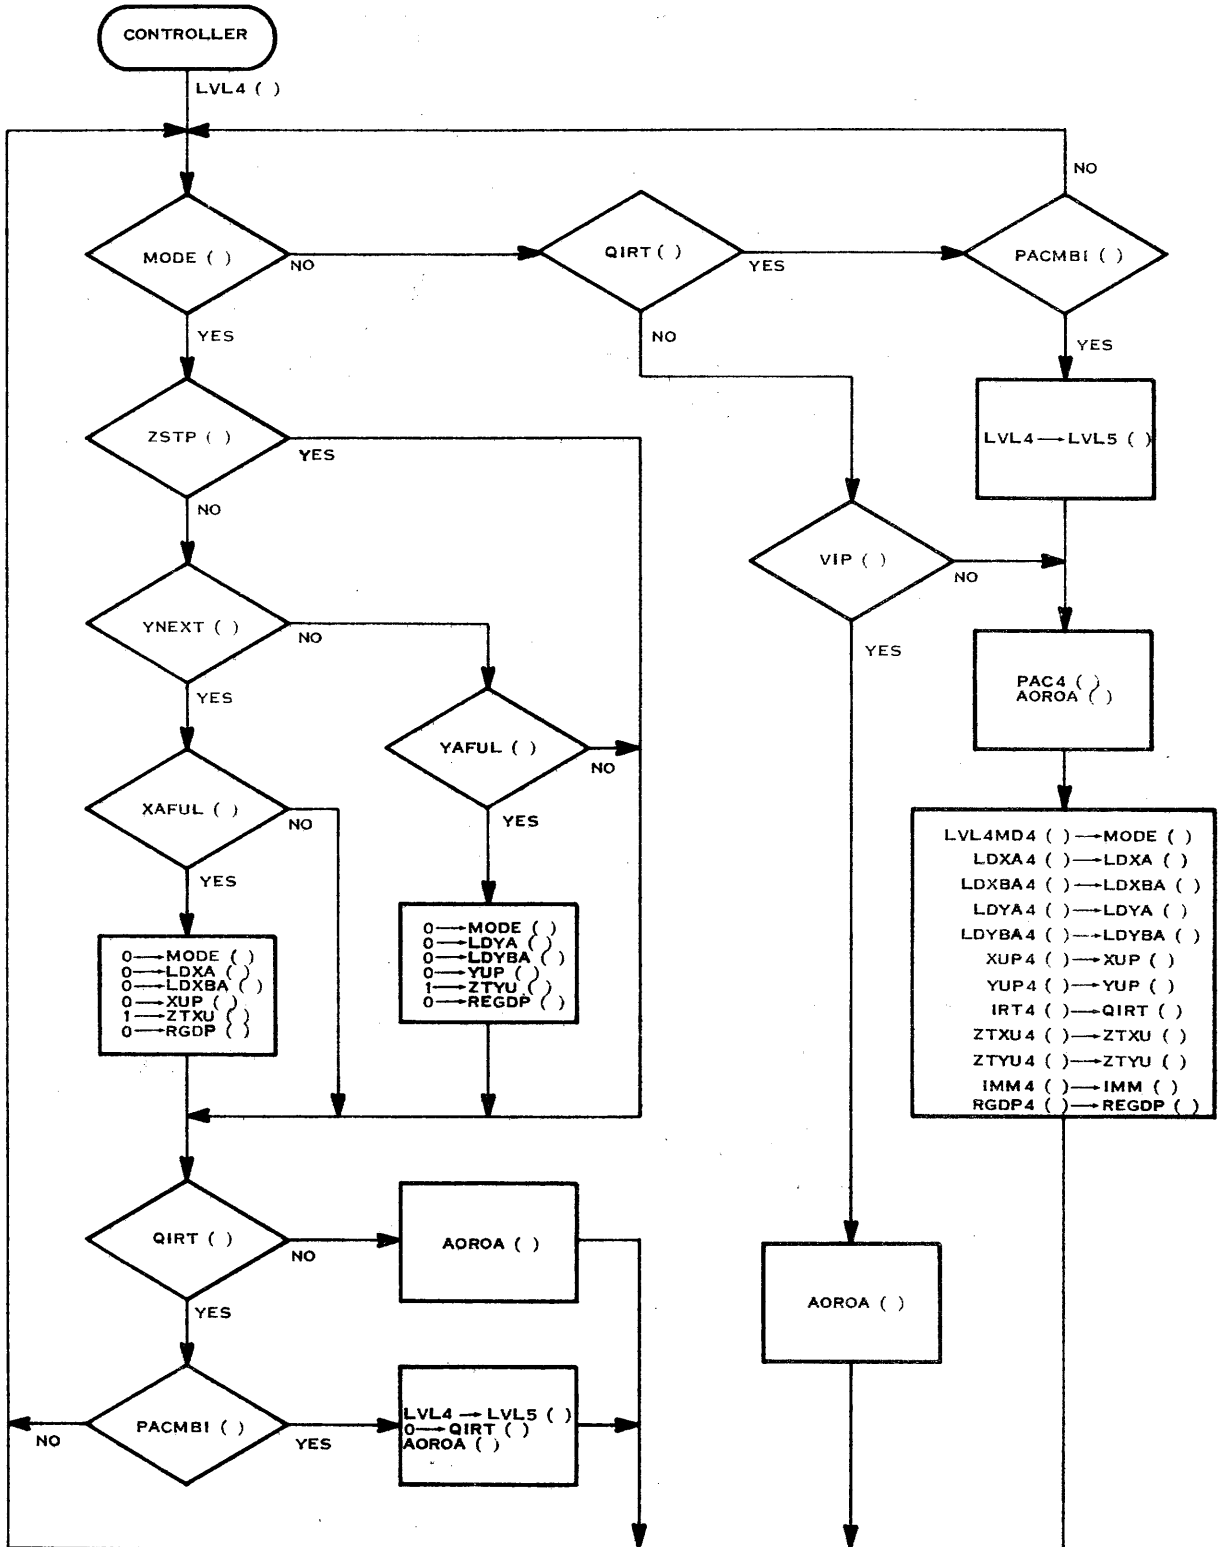 CONTROLLER
LVL4 ( )
NO
MODE ( )
NO
QIRT ( )
YES
PACMBI ( )
YES
NO
YES
ZSTP ( )
YES
LVL4 → LVL5 ( )
NO
VIP ( )
NO
YNEXT ( )
NO
YES
YES
PAC4 ( )
AOROA ( )
YAFUL ( )
NO
XAFUL ( )
NO
YES
YES
LVL4MD4 ( ) → MODE ( )
LDXA4 ( ) → LDXA ( )
LDXBA4 ( ) → LDXBA ( )
LDYA4 ( ) → LDYA ( )
LDYBA4 ( ) → LDYBA ( )
XUP4 ( ) → XUP ( )
YUP4 ( ) → YUP ( )
IRT4 ( ) → QIRT ( )
ZTXU4 ( ) → ZTXU ( )
ZTYU4 ( ) → ZTYU ( )
IMM4 ( ) → IMM ( )
RGDP4 ( ) → REGDP ( )
0 → MODE ( )
0 → LDYA ( )
0 → LDYBA ( )
0 → YUP ( )
1 → ZTYU ( )
0 → REGDP ( )
0 → MODE ( )
0 → LDXA ( )
0 → LDXBA ( )
0 → XUP ( )
1 → ZTXU ( )
0 → RGDP ( )
QIRT ( )
NO
AOROA ( )
YES
AOROA ( )
PACMBI ( )
NO
YES
LVL4 → LVL5 ( )
0 → QIRT ( )
AOROA ( )